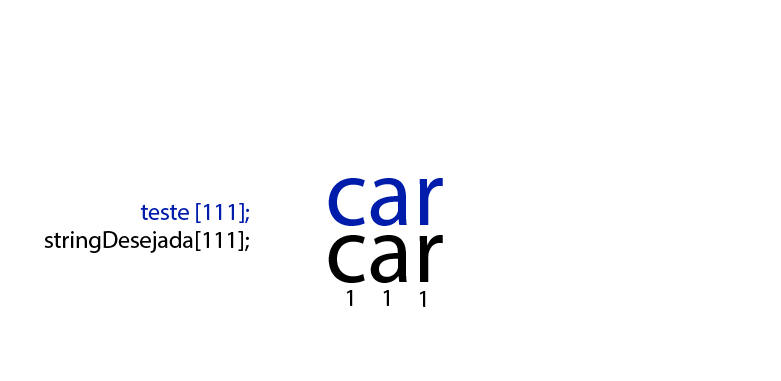 car
teste [111];
stringDesejada[111];
car
1 1 1